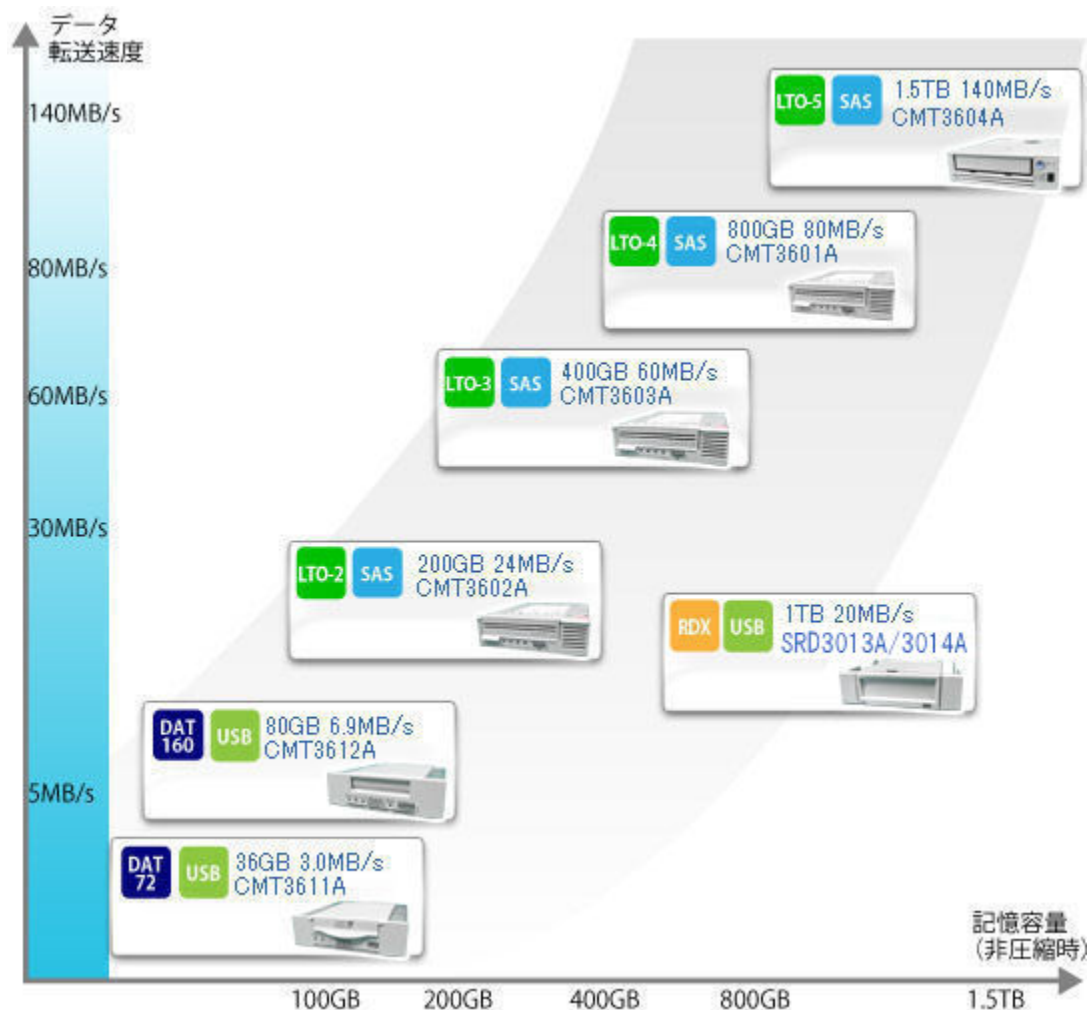 データ
転送速度
140MB/s
LTO-5 SAS 1.5TB 140MB/s
CMT3604A
LTO-4 SAS 800GB 80MB/s
CMT3601A
80MB/s
LTO-3 SAS 400GB 60MB/s
CMT3603A
60MB/s
30MB/s
LTO-2 SAS 200GB 24MB/s
CMT3602A
RDX USB 1TB 20MB/s
SRD3013A/3014A
DAT
160
USB 80GB 6.9MB/s
CMT3612A
5MB/s
DAT
72
USB 36GB 3.0MB/s
CMT3611A
記憶容量
(非圧縮時)
100GB 200GB 400GB 800GB 1.5TB